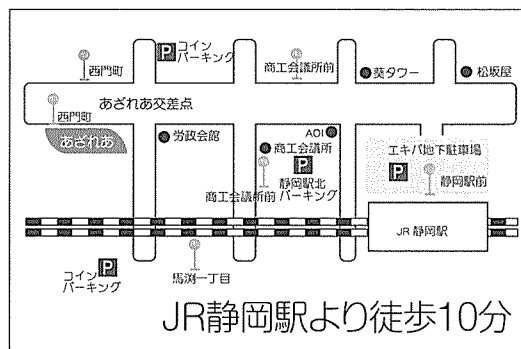 コイン
パーキング
西門町
商工会議所前
葵タワー
松坂屋
あざれあ交差点
西門町
あざれあ
労政会館
AOI
商工会議所
エキパ地下駐車場
静岡駅北
パーキング
商工会議所前
静岡駅前
JR 静岡駅
コイン
パーキング
馬渕一丁目
JR静岡駅より徒歩10分